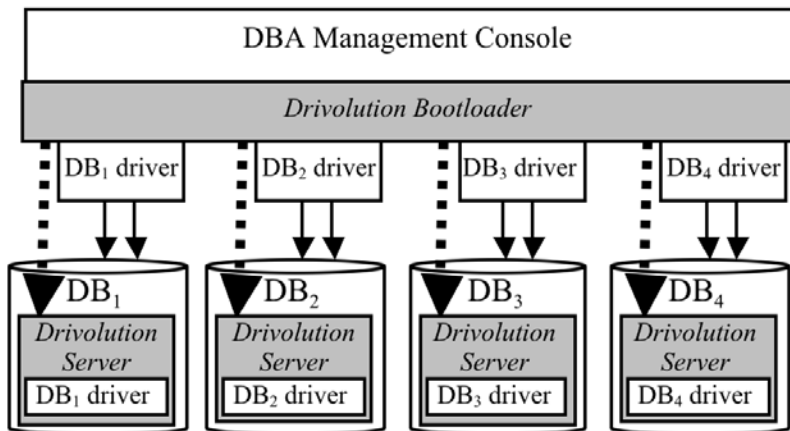 DBA Management Console
Drivolution Bootloader
DB₁ driver DB₂ driver DB₃ driver DB₄ driver
DB₁ DB₂ DB₃ DB₄
Drivolution Drivolution Drivolution Drivolution
Server Server Server Server
DB₁ driver DB₂ driver DB₃ driver DB₄ driver